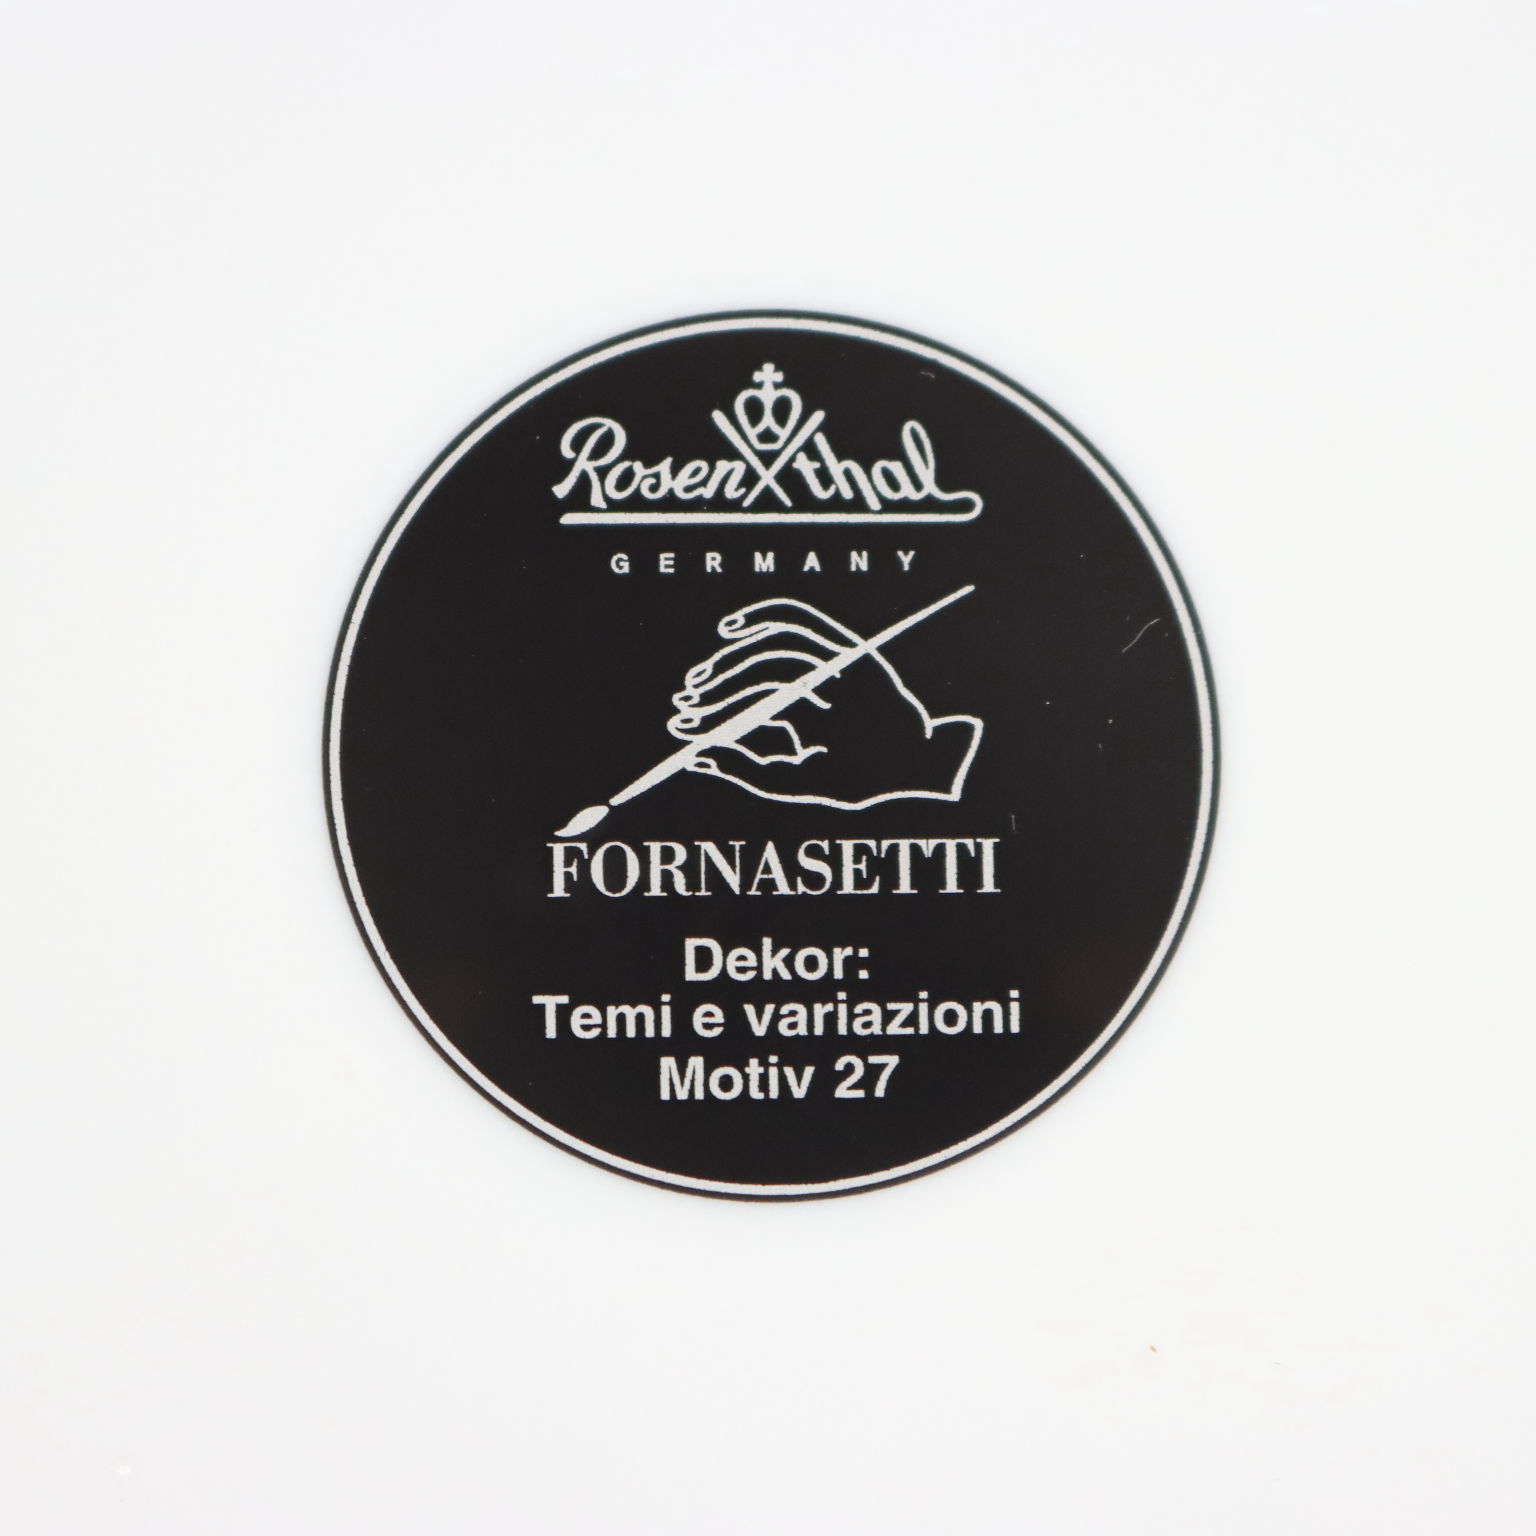 Rosenthal
GERMANY
FORNASETTI
Dekor:
Temi e variazioni
Motiv 27